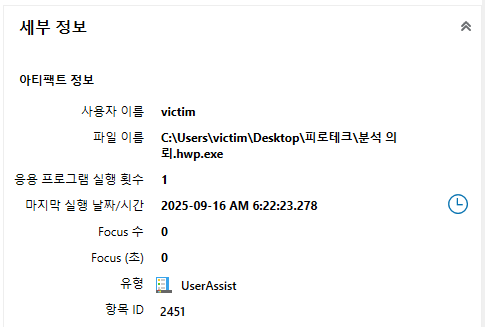 세부 정보
아티팩트 정보
사용자 이름 victim
파일 이름 C:\Users\victim\Desktop\피로테크\분석 의
뢰.hwp.exe
응용 프로그램 실행 횟수 1
마지막 실행 날짜/시간 2025-09-16 AM 6:22:23.278
Focus 수 0
Focus (초) 0
유형 UserAssist
항목 ID 2451